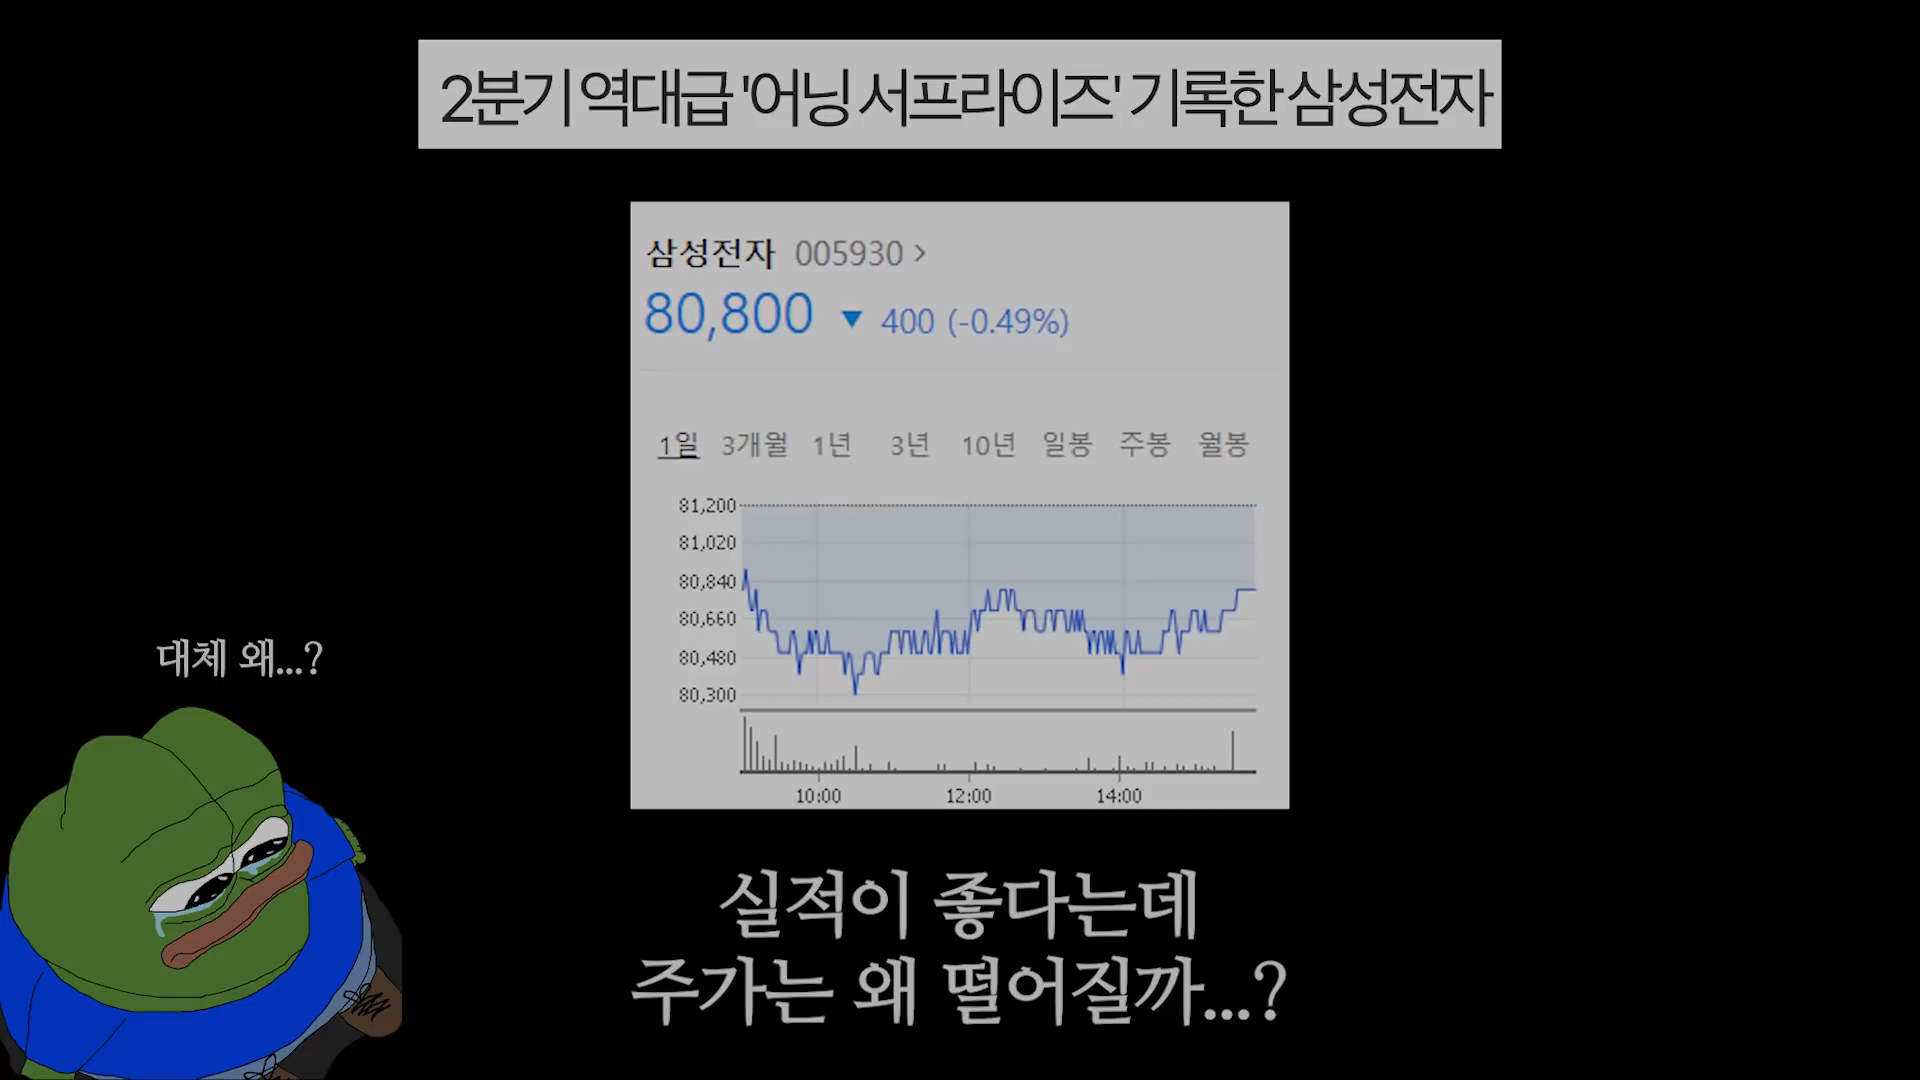 2분기 역대급 '어닝 서프라이즈' 기록한 삼성전자
삼성전자 005930 >
80,800 ▼ 400 (-0.49%)
1일 3개월 1년 3년 10년 일봉 주봉 월봉
81,200
81,020
80,840
80,660
80,480
80,300
10:00 12:00 14:00
대체 왜...?
실적이 좋다는데
주가는 왜 떨어질까...?